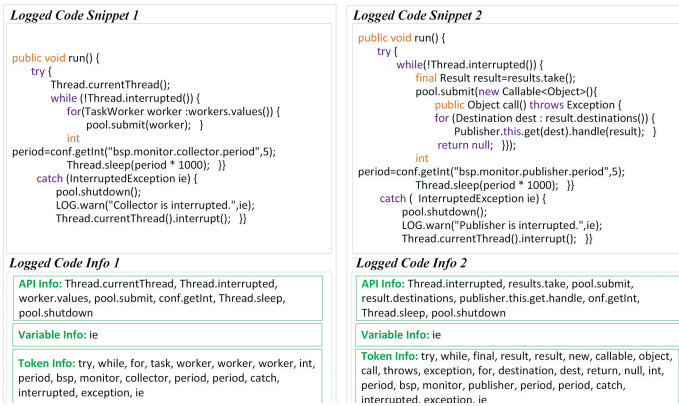 Logged Code Snippet 1
public void run() {
try {
Thread.currentThread();
while (!Thread.interrupted()) {
for(TaskWorker worker :workers.values()) {
pool.submit(worker); }
int
period=conf.getInt("bsp.monitor.collector.period",5);
Thread.sleep(period * 1000); }}
catch (InterruptedException ie) {
pool.shutdown();
LOG.warn("Collector is interrupted.",ie);
Thread.currentThread().interrupt(); }}
Logged Code Info 1
API Info: Thread.currentThread, Thread.interrupted,
worker.values, pool.submit, conf.getInt, Thread.sleep,
pool.shutdown
Variable Info: ie
Token Info: try, while, for, task, worker, worker, worker, int,
period, bsp, monitor, collector, period, period, catch,
interrupted, exception, ie
Logged Code Snippet 2
public void run() {
try {
while(!Thread.interrupted()) {
final Result result=results.take();
pool.submit(new Callable<Object>(){
public Object call() throws Exception {
for (Destination dest : result.destinations()) {
Publisher.this.get(dest).handle(result); }
return null; }});
int
period=conf.getInt("bsp.monitor.publisher.period",5);
Thread.sleep(period * 1000); }}
catch ( InterruptedException ie) {
pool.shutdown();
LOG.warn("Publisher is interrupted.",ie);
Thread.currentThread().interrupt(); }}
Logged Code Info 2
API Info: Thread.interrupted, results.take, pool.submit,
result.destinations, publisher.this.get.handle, onf.getInt,
Thread.sleep, pool.shutdown
Variable Info: ie
Token Info: try, while, final, result, result, new, callable, object,
call, throws, exception, for, destination, dest, return, null, int,
period, bsp, monitor, publisher, period, period, catch,
interrupted, exception, ie